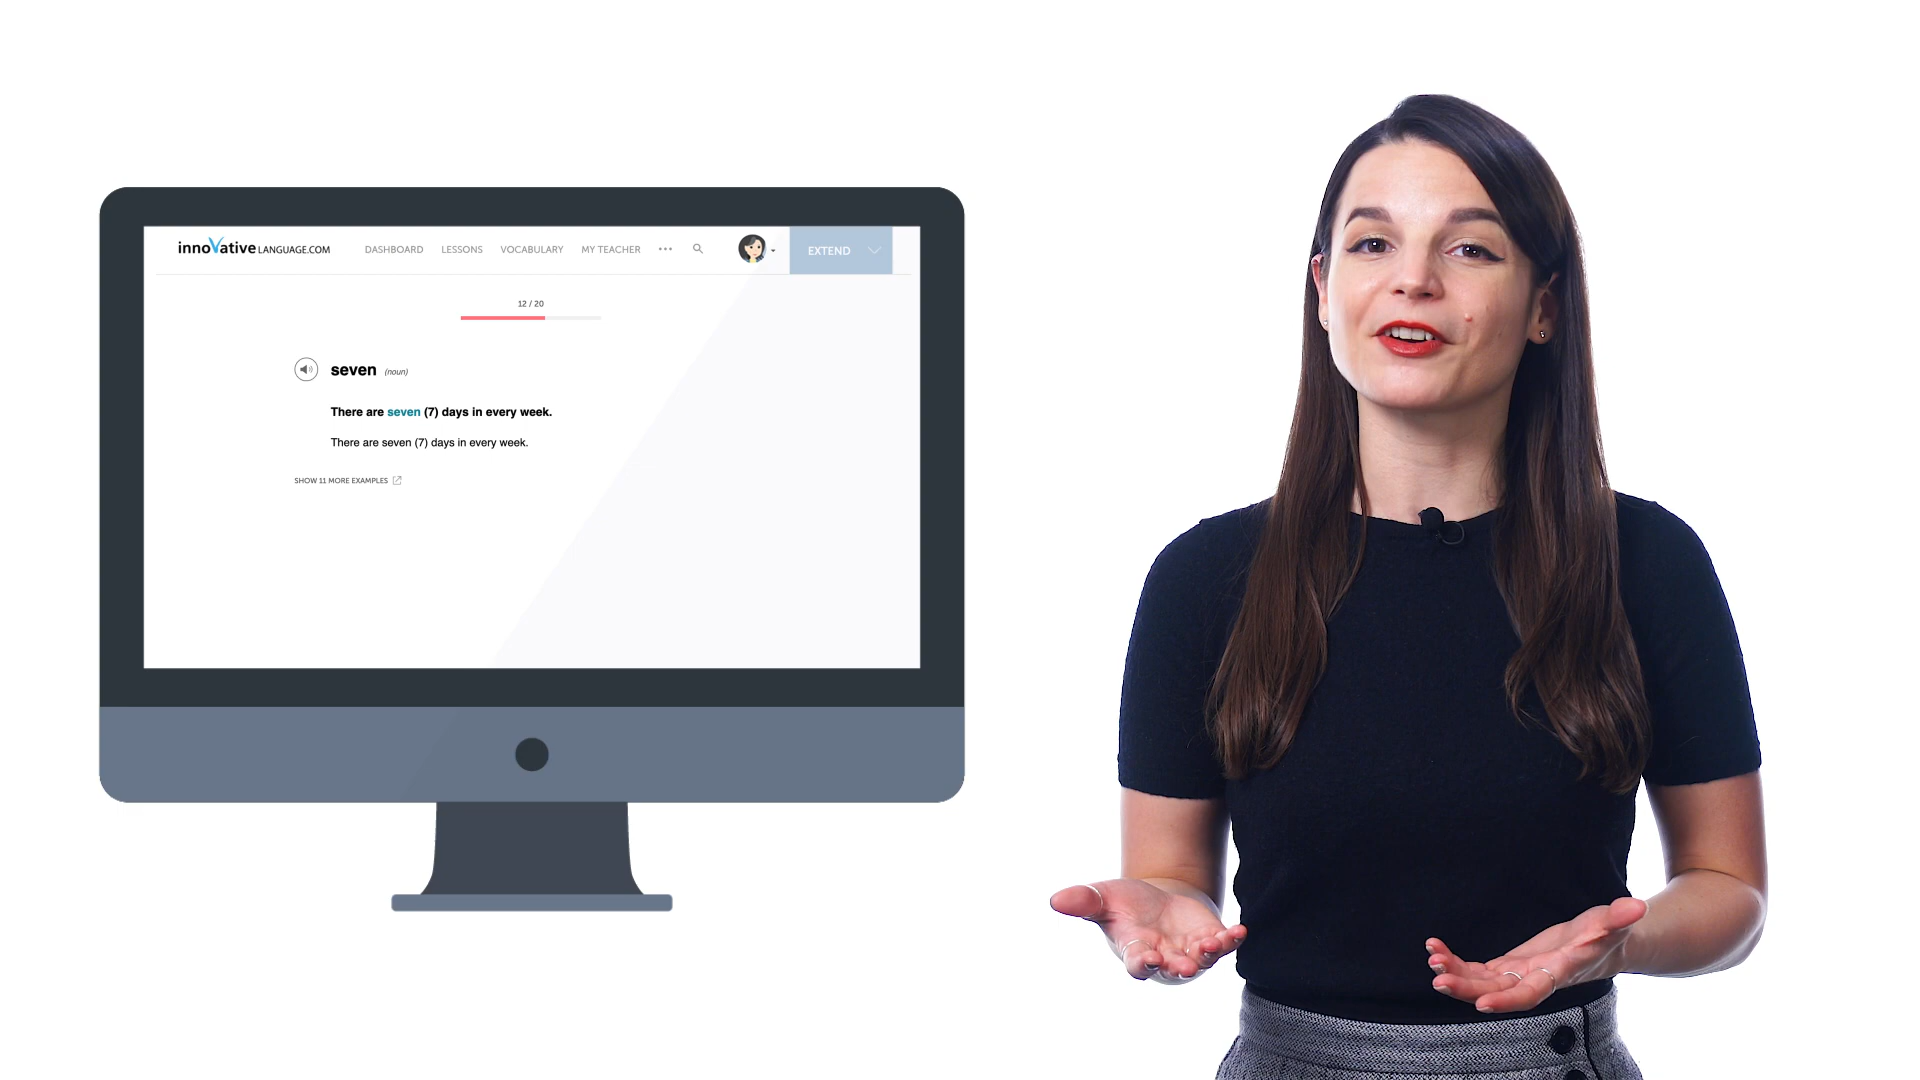 innoVative LANGUAGE.COM DASHBOARD LESSONS VOCABULARY MY TEACHER EXTEND
12 / 20
seven (noun)
There are seven (7) days in every week.
There are seven (7) days in every week.
SHOW 11 MORE EXAMPLES